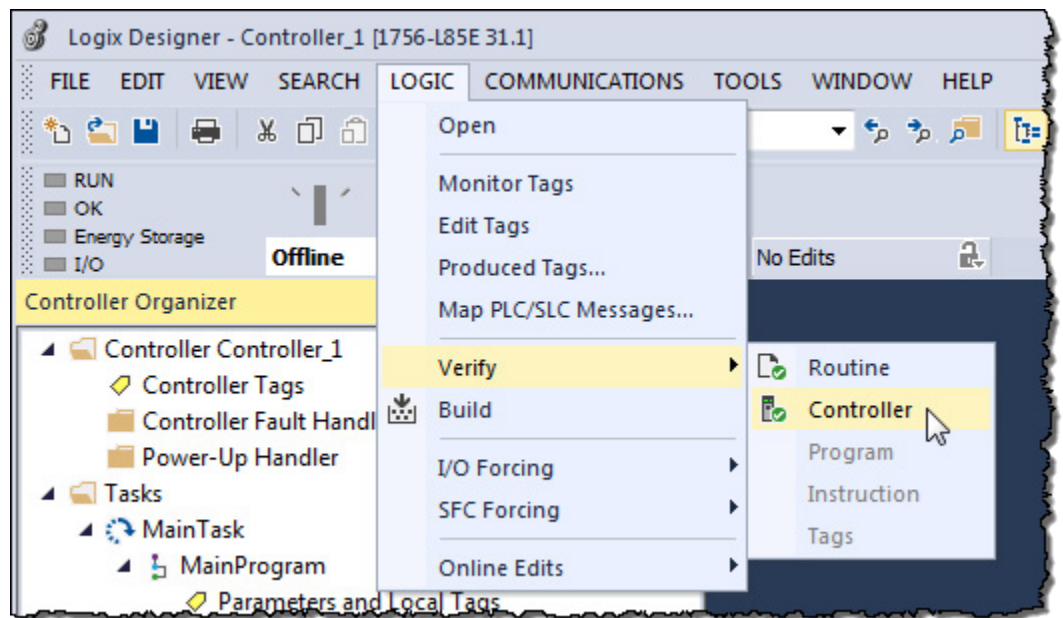 Logix Designer - Controller_1 [1756-L85E 31.1]
FILE EDIT VIEW SEARCH LOGIC COMMUNICATIONS TOOLS WINDOW HELP
Open
Monitor Tags
Edit Tags
Produced Tags...
Map PLC/SLC Messages...
Verify
Build
I/O Forcing
SFC Forcing
Online Edits
Routine
Controller
Program
Instruction
Tags
RUN
OK
Energy Storage
I/O
Offline
No Edits
Controller Organizer
Controller Controller_1
Controller Tags
Controller Fault Handl
Power-Up Handler
Tasks
MainTask
MainProgram
Parameters and Local Tags